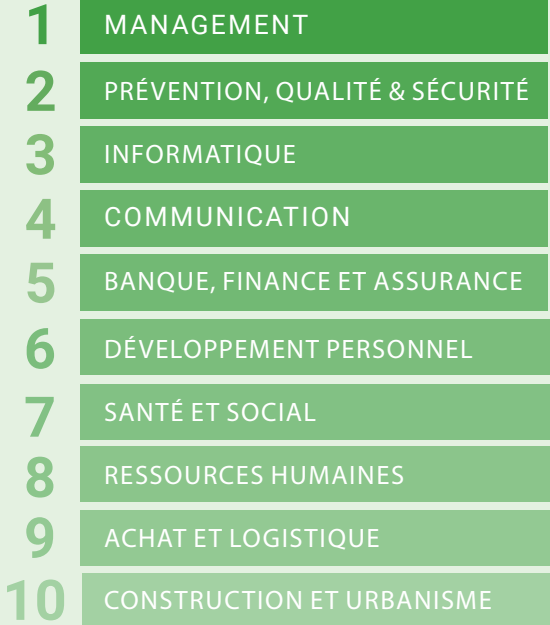 1 MANAGEMENT
2 PRÉVENTION, QUALITÉ & SÉCURITÉ
3 INFORMATIQUE
4 COMMUNICATION
5 BANQUE, FINANCE ET ASSURANCE
6 DÉVELOPPEMENT PERSONNEL
7 SANTÉ ET SOCIAL
8 RESSOURCES HUMAINES
9 ACHAT ET LOGISTIQUE
10 CONSTRUCTION ET URBANISME